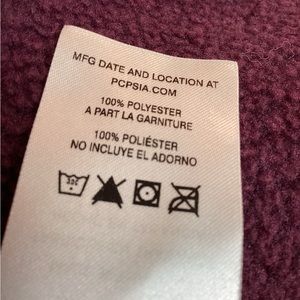 MFG DATE AND LOCATION AT
PCPSIA.COM
100% POLYESTER
A PART LA GARNITURE
100% POLIÉSTER
NO INCLUYE EL ADORNO